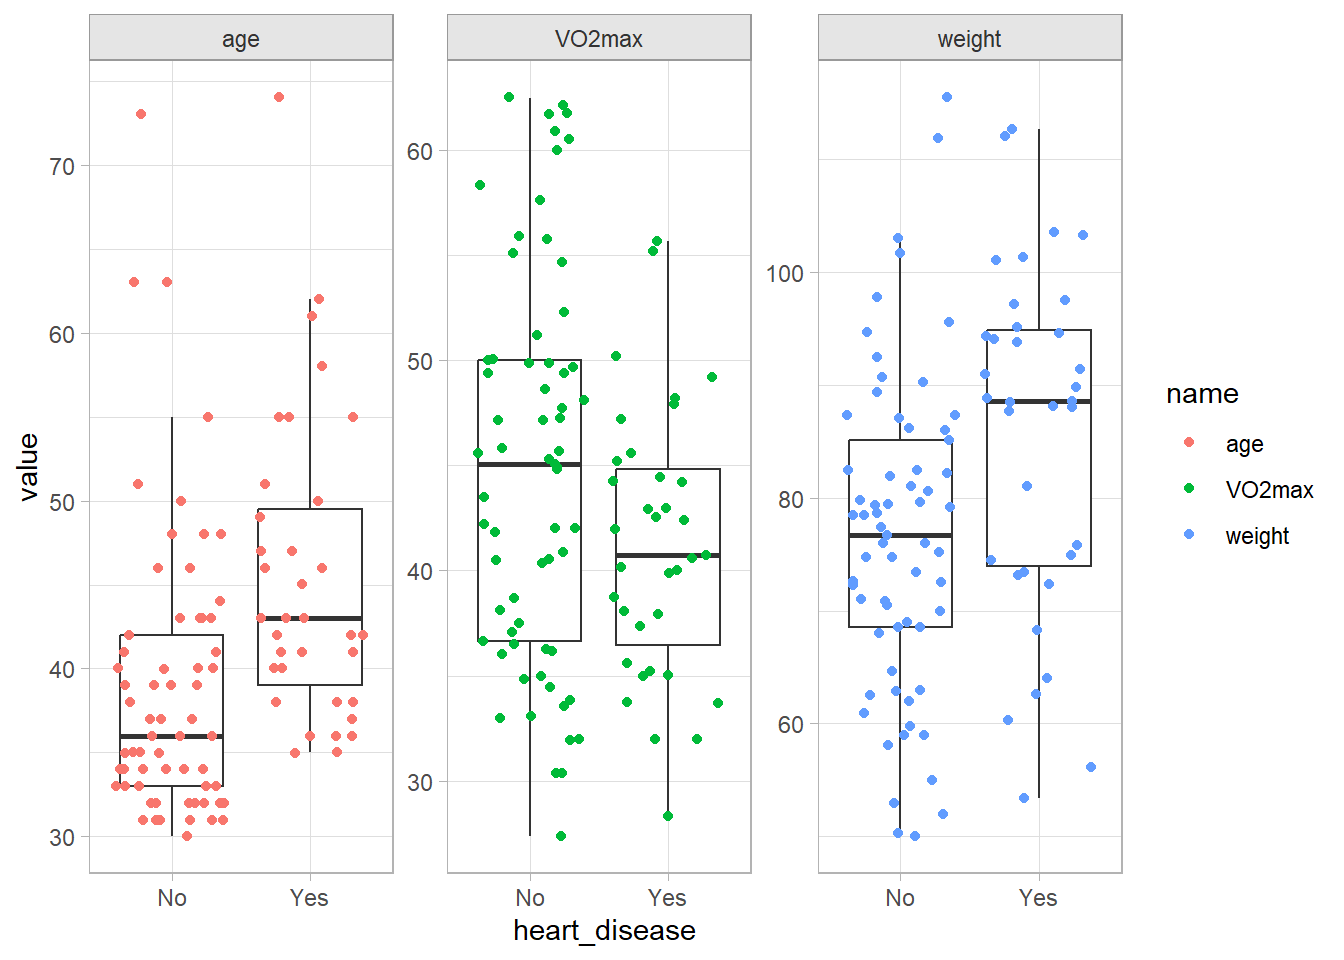 age
VO2max
weight
70
60
50
40
30
60
50
40
30
100
80
60
value
No
Yes
No
Yes
No
Yes
heart_disease
name
age
VO2max
weight